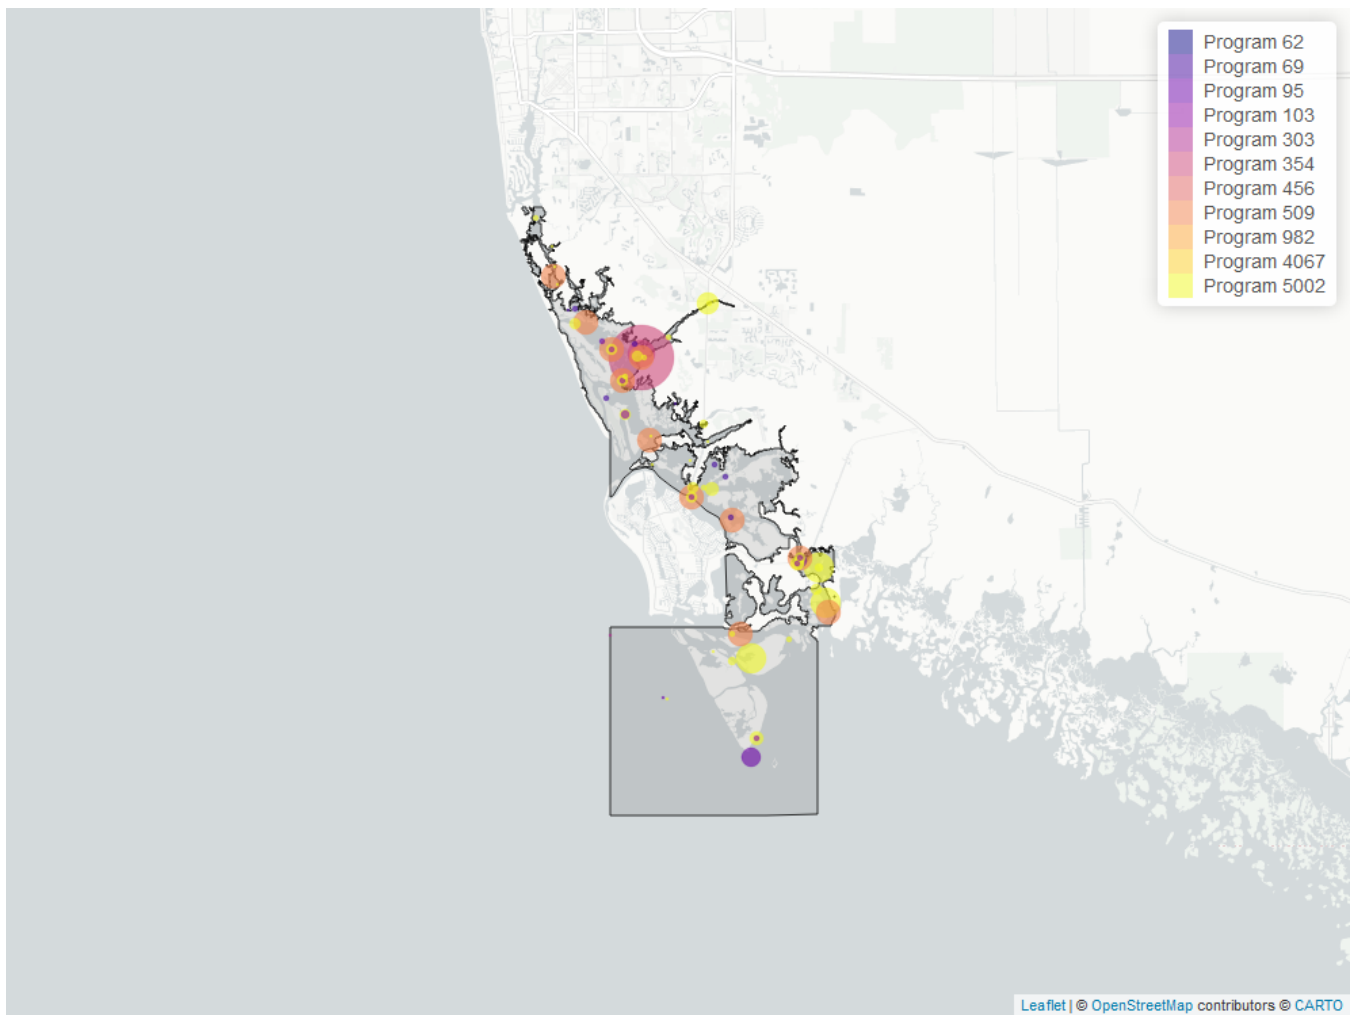 Program 62
Program 69
Program 95
Program 103
Program 303
Program 354
Program 456
Program 509
Program 982
Program 4067
Program 5002
Leaflet | © OpenStreetMap contributors © CARTO